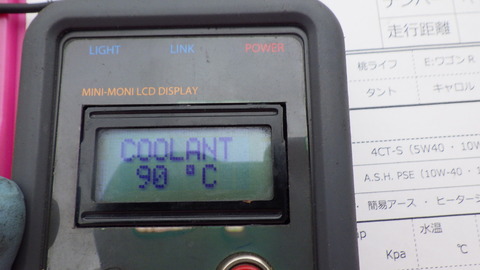 LIGHT LINK POWER
MINI-MONI LCD DISPLAY
COOLANT
90 °C
走行距離
桃ライフ E:ワゴンR
タント キャロル
4CT-S (5W40 ・ 10W
A.S.H. PSE (10W-40 ・ 1
・ 簡易アース ・ ヒーター
水温
Kpa ℃